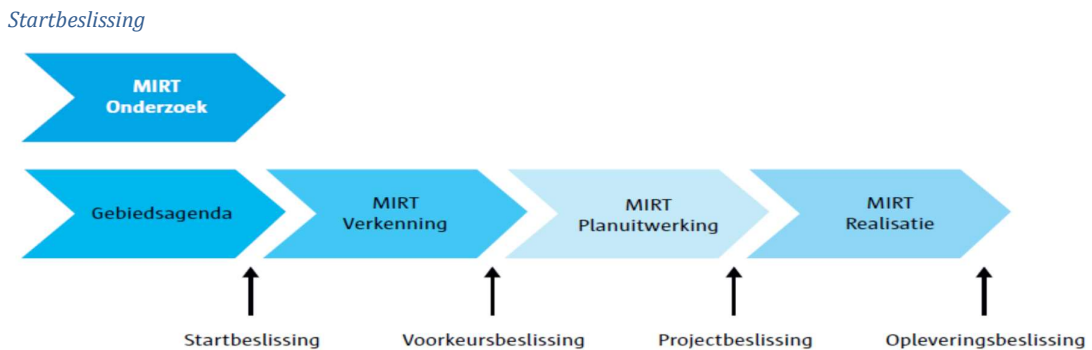 Startbeslissing
MIRT
Onderzoek
Gebiedsagenda
MIRT
Verkenning
MIRT
Planuitwerking
MIRT
Realisatie
Startbeslissing
Voorkeursbeslissing
Projectbeslissing
Opleveringsbeslissing